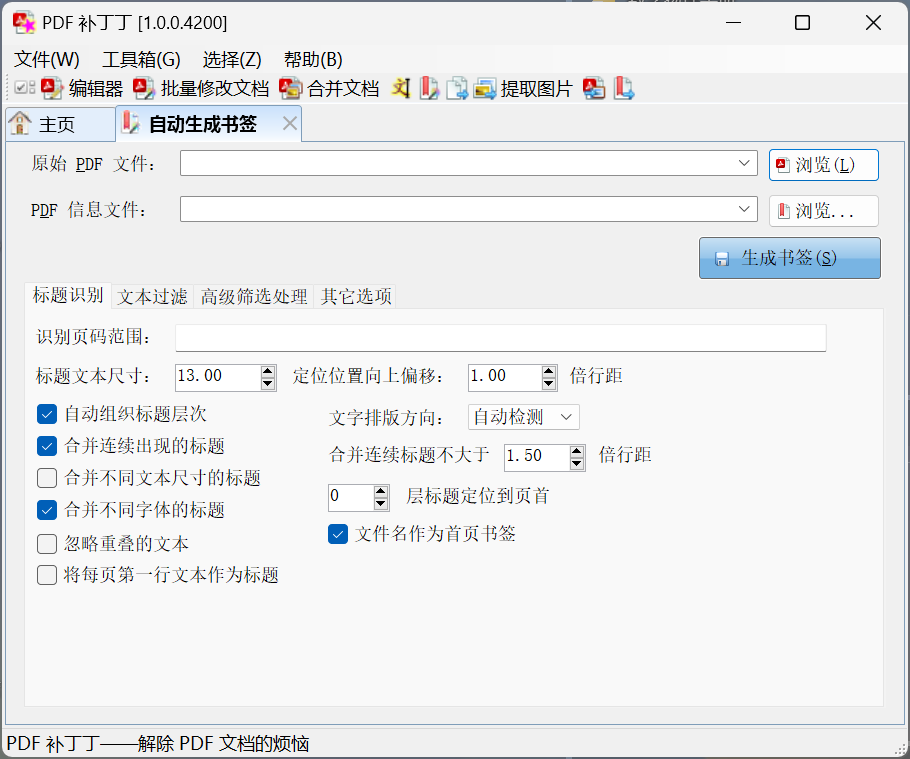 PDF 补丁丁 [1.0.0.4200]
文件(W) 工具箱(G) 选择(Z) 帮助(B)
编辑器 批量修改文档 合并文档 提取图片
主页 自动生成书签
原始 PDF 文件： 浏览(L)
PDF 信息文件： 浏览...
生成书签(S)
标题识别 文本过滤 高级筛选处理 其它选项
识别页码范围：
标题文本尺寸： 13.00 定位位置向上偏移： 1.00 倍行距
自动组织标题层次 文字排版方向： 自动检测
合并连续出现的标题 合并连续标题不大于 1.50 倍行距
合并不同文本尺寸的标题 0 层标题定位到页首
合并不同字体的标题 文件名作为首页书签
忽略重叠的文本
将每页第一行文本作为标题
PDF 补丁丁——解除 PDF 文档的烦恼